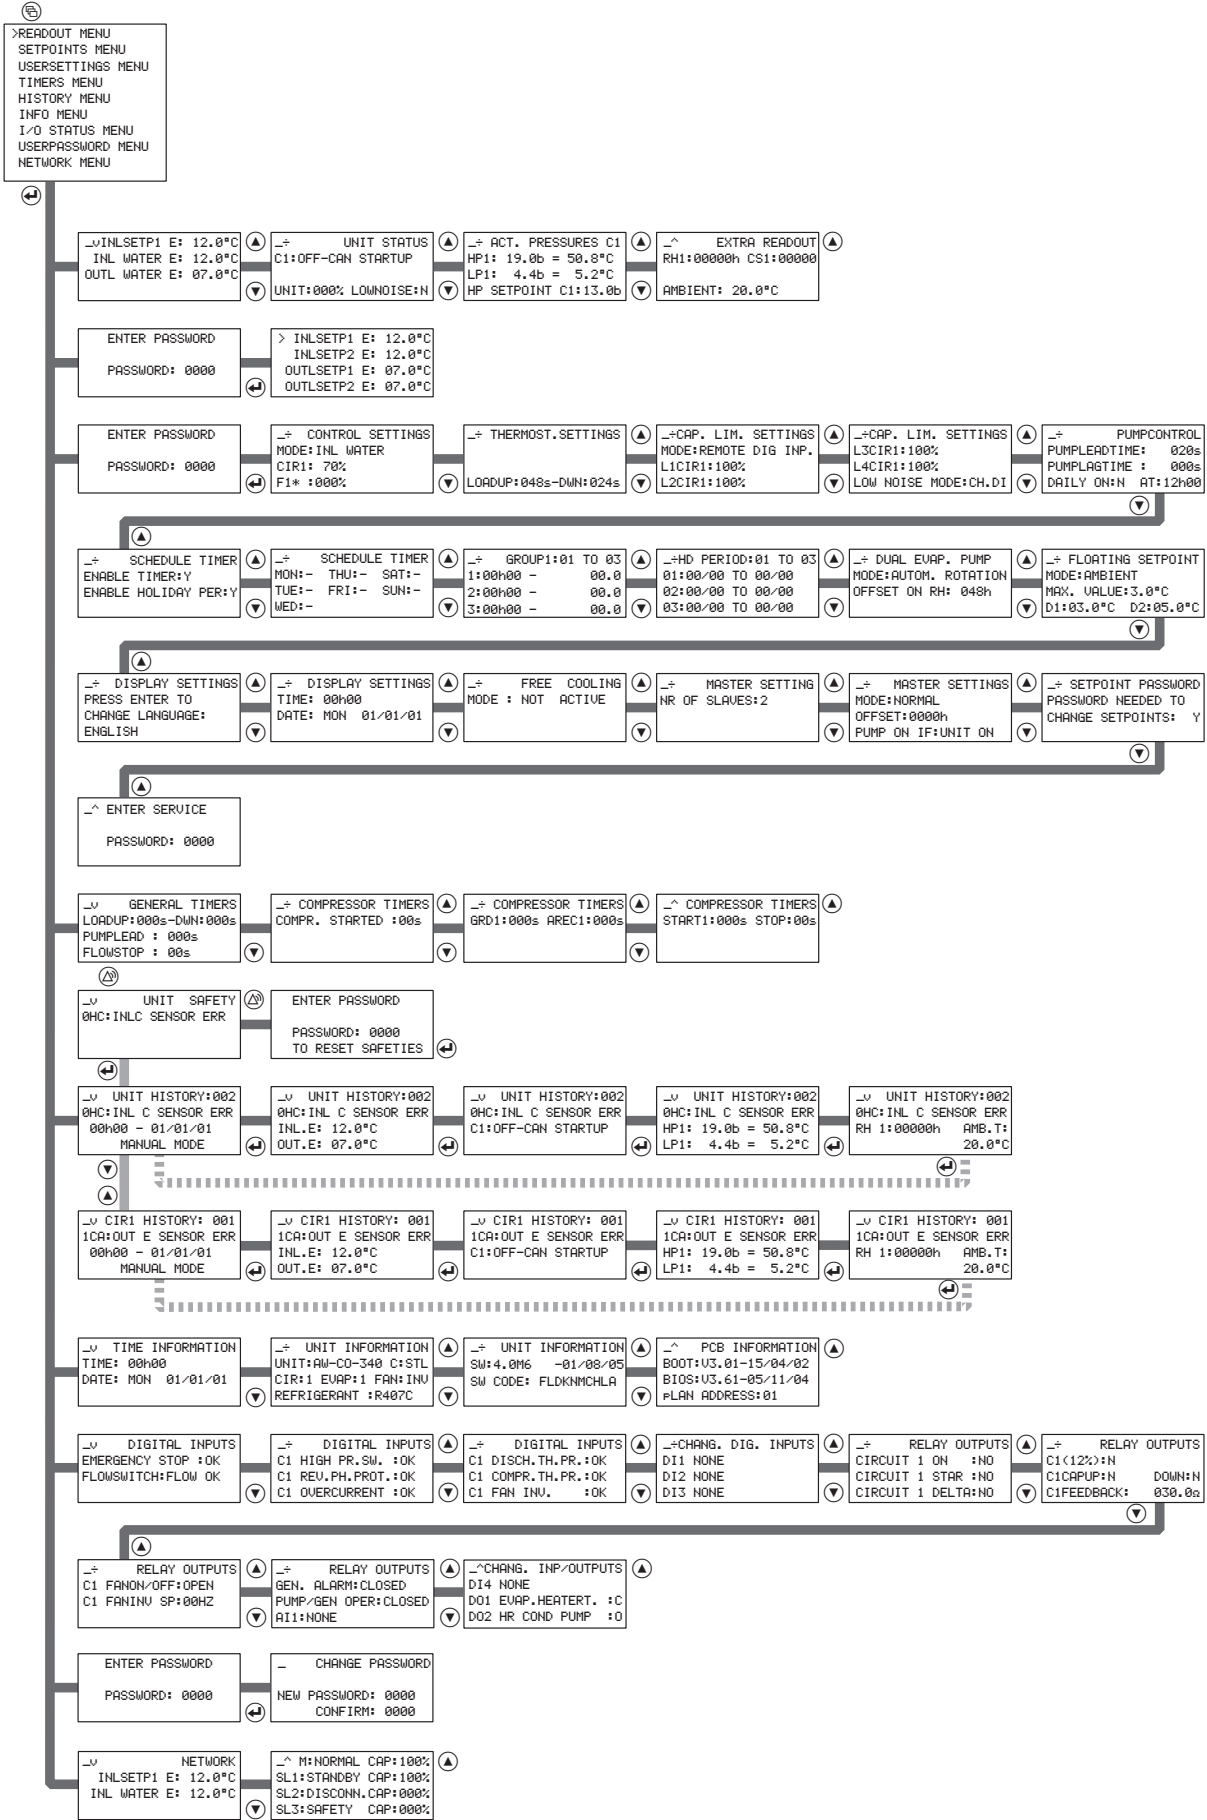 >READOUT MENU
SETPOINTS MENU
USERSETTINGS MENU
TIMERS MENU
HISTORY MENU
INFO MENU
I/O STATUS MENU
USERPASSWORD MENU
NETWORK MENU
_vINLSETP1 E: 12.0°C
INL WATER E: 12.0°C
OUTL WATER E: 07.0°C
_÷ UNIT STATUS
C1:OFF-CAN STARTUP
UNIT:000% LOWNOISE:N
_÷ ACT. PRESSURES C1
HP1: 19.0b = 50.8°C
LP1: 4.4b = 5.2°C
HP SETPOINT C1:13.0b
_^ EXTRA READOUT
RH1:00000h CS1:00000
AMBIENT: 20.0°C
ENTER PASSWORD
PASSWORD: 0000
> INLSETP1 E: 12.0°C
INLSETP2 E: 12.0°C
OUTLSETP1 E: 07.0°C
OUTLSETP2 E: 07.0°C
ENTER PASSWORD
PASSWORD: 0000
_÷ CONTROL SETTINGS
MODE:INL WATER
CIR1: 70%
F1* :000%
_÷ THERMOST.SETTINGS
LOADUP:048s-DWN:024s
_÷CAP. LIM. SETTINGS
MODE:REMOTE DIG INP.
L1CIR1:100%
L2CIR1:100%
_÷CAP. LIM. SETTINGS
L3CIR1:100%
L4CIR1:100%
LOW NOISE MODE:CH.DI
_÷ PUMPCONTROL
PUMPLEADTIME: 020s
PUMPLAGTIME : 000s
DAILY ON:N AT:12h00
_÷ SCHEDULE TIMER
ENABLE TIMER:Y
ENABLE HOLIDAY PER:Y
_÷ SCHEDULE TIMER
MON:- THU:- SAT:-
TUE:- FRI:- SUN:-
WED:-
_÷ GROUP1:01 TO 03
1:00h00 - 00.0
2:00h00 - 00.0
3:00h00 - 00.0
_÷HD PERIOD:01 TO 03
01:00/00 TO 00/00
02:00/00 TO 00/00
03:00/00 TO 00/00
_÷ DUAL EVAP. PUMP
MODE:AUTOM. ROTATION
OFFSET ON RH: 048h
_÷ FLOATING SETPOINT
MODE:AMBIENT
MAX. VALUE:3.0°C
D1:03.0°C D2:05.0°C
_÷ DISPLAY SETTINGS
PRESS ENTER TO
CHANGE LANGUAGE:
ENGLISH
_÷ DISPLAY SETTINGS
TIME: 00h00
DATE: MON 01/01/01
_÷ FREE COOLING
MODE : NOT ACTIVE
_÷ MASTER SETTING
NR OF SLAVES:2
_÷ MASTER SETTINGS
MODE:NORMAL
OFFSET:0000h
PUMP ON IF:UNIT ON
_÷ SETPOINT PASSWORD
PASSWORD NEEDED TO
CHANGE SETPOINTS: Y
_^ ENTER SERVICE
PASSWORD: 0000
_v GENERAL TIMERS
LOADUP:000s-DWN:000s
PUMPLEAD : 000s
FLOWSTOP : 00s
_÷ COMPRESSOR TIMERS
COMPR. STARTED :00s
_÷ COMPRESSOR TIMERS
GRD1:000s AREC1:000s
_^ COMPRESSOR TIMERS
START1:000s STOP:00s
_v UNIT SAFETY
0HC:INLC SENSOR ERR
ENTER PASSWORD
PASSWORD: 0000
TO RESET SAFETIES
_v UNIT HISTORY:002
0HC:INL C SENSOR ERR
00h00 - 01/01/01
MANUAL MODE
_v UNIT HISTORY:002
0HC:INL C SENSOR ERR
INL.E: 12.0°C
OUT.E: 07.0°C
_v UNIT HISTORY:002
0HC:INL C SENSOR ERR
C1:OFF-CAN STARTUP
_v UNIT HISTORY:002
0HC:INL C SENSOR ERR
HP1: 19.0b = 50.8°C
LP1: 4.4b = 5.2°C
_v UNIT HISTORY:002
0HC:INL C SENSOR ERR
RH 1:00000h AMB.T:
20.0°C
_v CIR1 HISTORY: 001
1CA:OUT E SENSOR ERR
00h00 - 01/01/01
MANUAL MODE
_v CIR1 HISTORY: 001
1CA:OUT E SENSOR ERR
INL.E: 12.0°C
OUT.E: 07.0°C
_v CIR1 HISTORY: 001
1CA:OUT E SENSOR ERR
C1:OFF-CAN STARTUP
_v CIR1 HISTORY: 001
1CA:OUT E SENSOR ERR
HP1: 19.0b = 50.8°C
LP1: 4.4b = 5.2°C
_v CIR1 HISTORY: 001
1CA:OUT E SENSOR ERR
RH 1:00000h AMB.T:
20.0°C
_v TIME INFORMATION
TIME: 00h00
DATE: MON 01/01/01
_÷ UNIT INFORMATION
UNIT:AW-CO-340 C:STL
CIR:1 EVAP:1 FAN:INV
REFRIGERANT :R407C
_÷ UNIT INFORMATION
SW:4.0M6 -01/08/05
SW CODE: FLDKNMCHLA
_^ PCB INFORMATION
BOOT:V3.01-15/04/02
BIOS:V3.61-05/11/04
pLAN ADDRESS:01
_v DIGITAL INPUTS
EMERGENCY STOP :OK
FLOWSWITCH:FLOW OK
_÷ DIGITAL INPUTS
C1 HIGH PR.SW. :OK
C1 REV.PH.PROT.:OK
C1 OVERCURRENT :OK
_÷ DIGITAL INPUTS
C1 DISCH.TH.PR.:OK
C1 COMPR.TH.PR.:OK
C1 FAN INV. :OK
_÷CHANG. DIG. INPUTS
DI1 NONE
DI2 NONE
DI3 NONE
_÷ RELAY OUTPUTS
CIRCUIT 1 ON :NO
CIRCUIT 1 STAR :NO
CIRCUIT 1 DELTA:NO
_÷ RELAY OUTPUTS
C1(12%):N
C1CAPUP:N DOWN:N
C1FEEDBACK: 030.0Ω
_÷ RELAY OUTPUTS
C1 FANON/OFF:OPEN
C1 FANINV SP:00HZ
_÷ RELAY OUTPUTS
GEN. ALARM:CLOSED
PUMP/GEN OPER:CLOSED
AI1:NONE
_^CHANG. INP/OUTPUTS
DI4 NONE
DO1 EVAP.HEATERT. :C
DO2 HR COND PUMP :O
ENTER PASSWORD
PASSWORD: 0000
_ CHANGE PASSWORD
NEW PASSWORD: 0000
CONFIRM: 0000
_v NETWORK
INLSETP1 E: 12.0°C
INL WATER E: 12.0°C
_^ M:NORMAL CAP:100%
SL1:STANDBY CAP:100%
SL2:DISCONN.CAP:000%
SL3:SAFETY CAP:000%